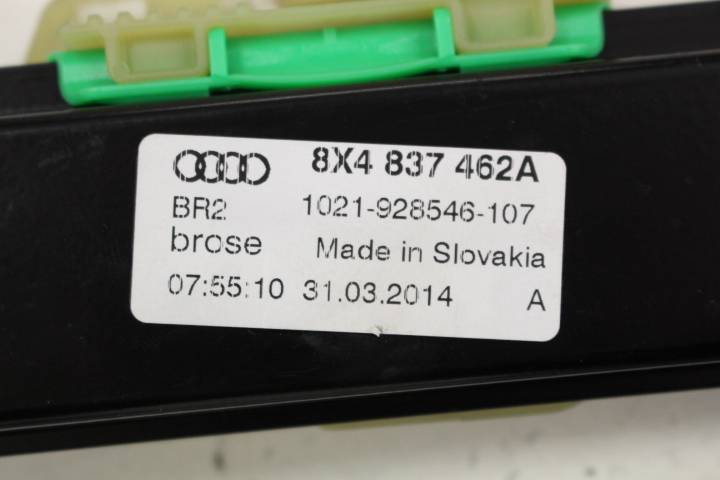 8X4 837 462A
BR2 1021-928546-107
brose Made in Slovakia
07:55:10 31.03.2014 A